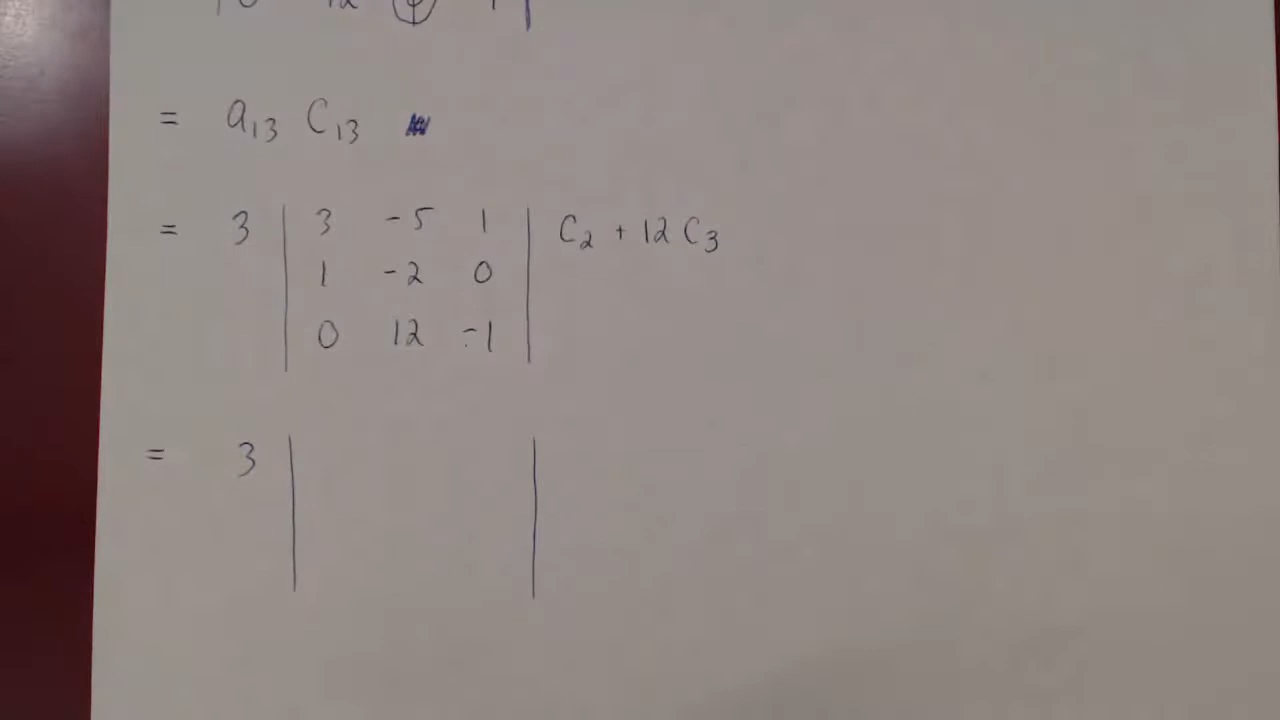 = a₁₃ C₁₃
= 3 | 3 -5 1 | C₂ + 12 C₃
1 -2 0
0 12 -1
= 3 | |